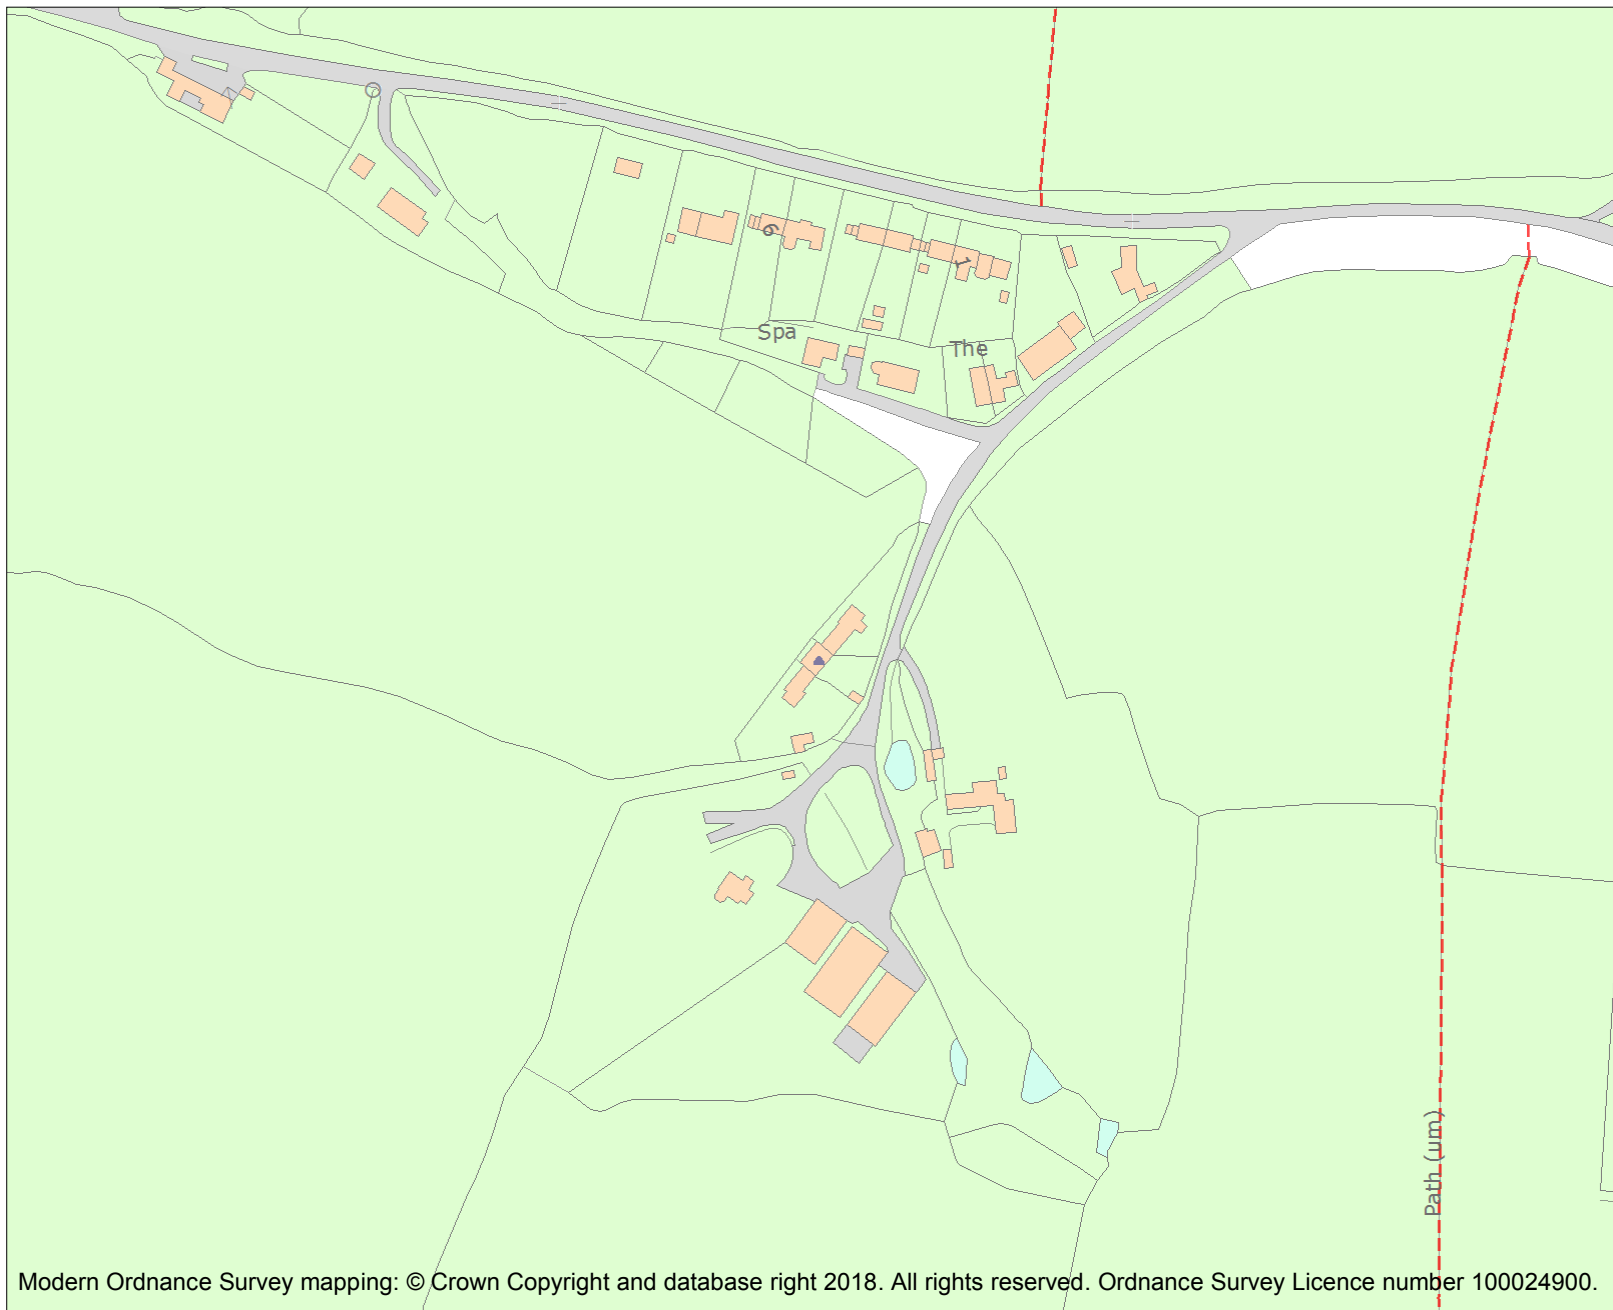 6
1
Spa
The
Path (um)
Modern Ordnance Survey mapping: © Crown Copyright and database right 2018. All rights reserved. Ordnance Survey Licence number 100024900.